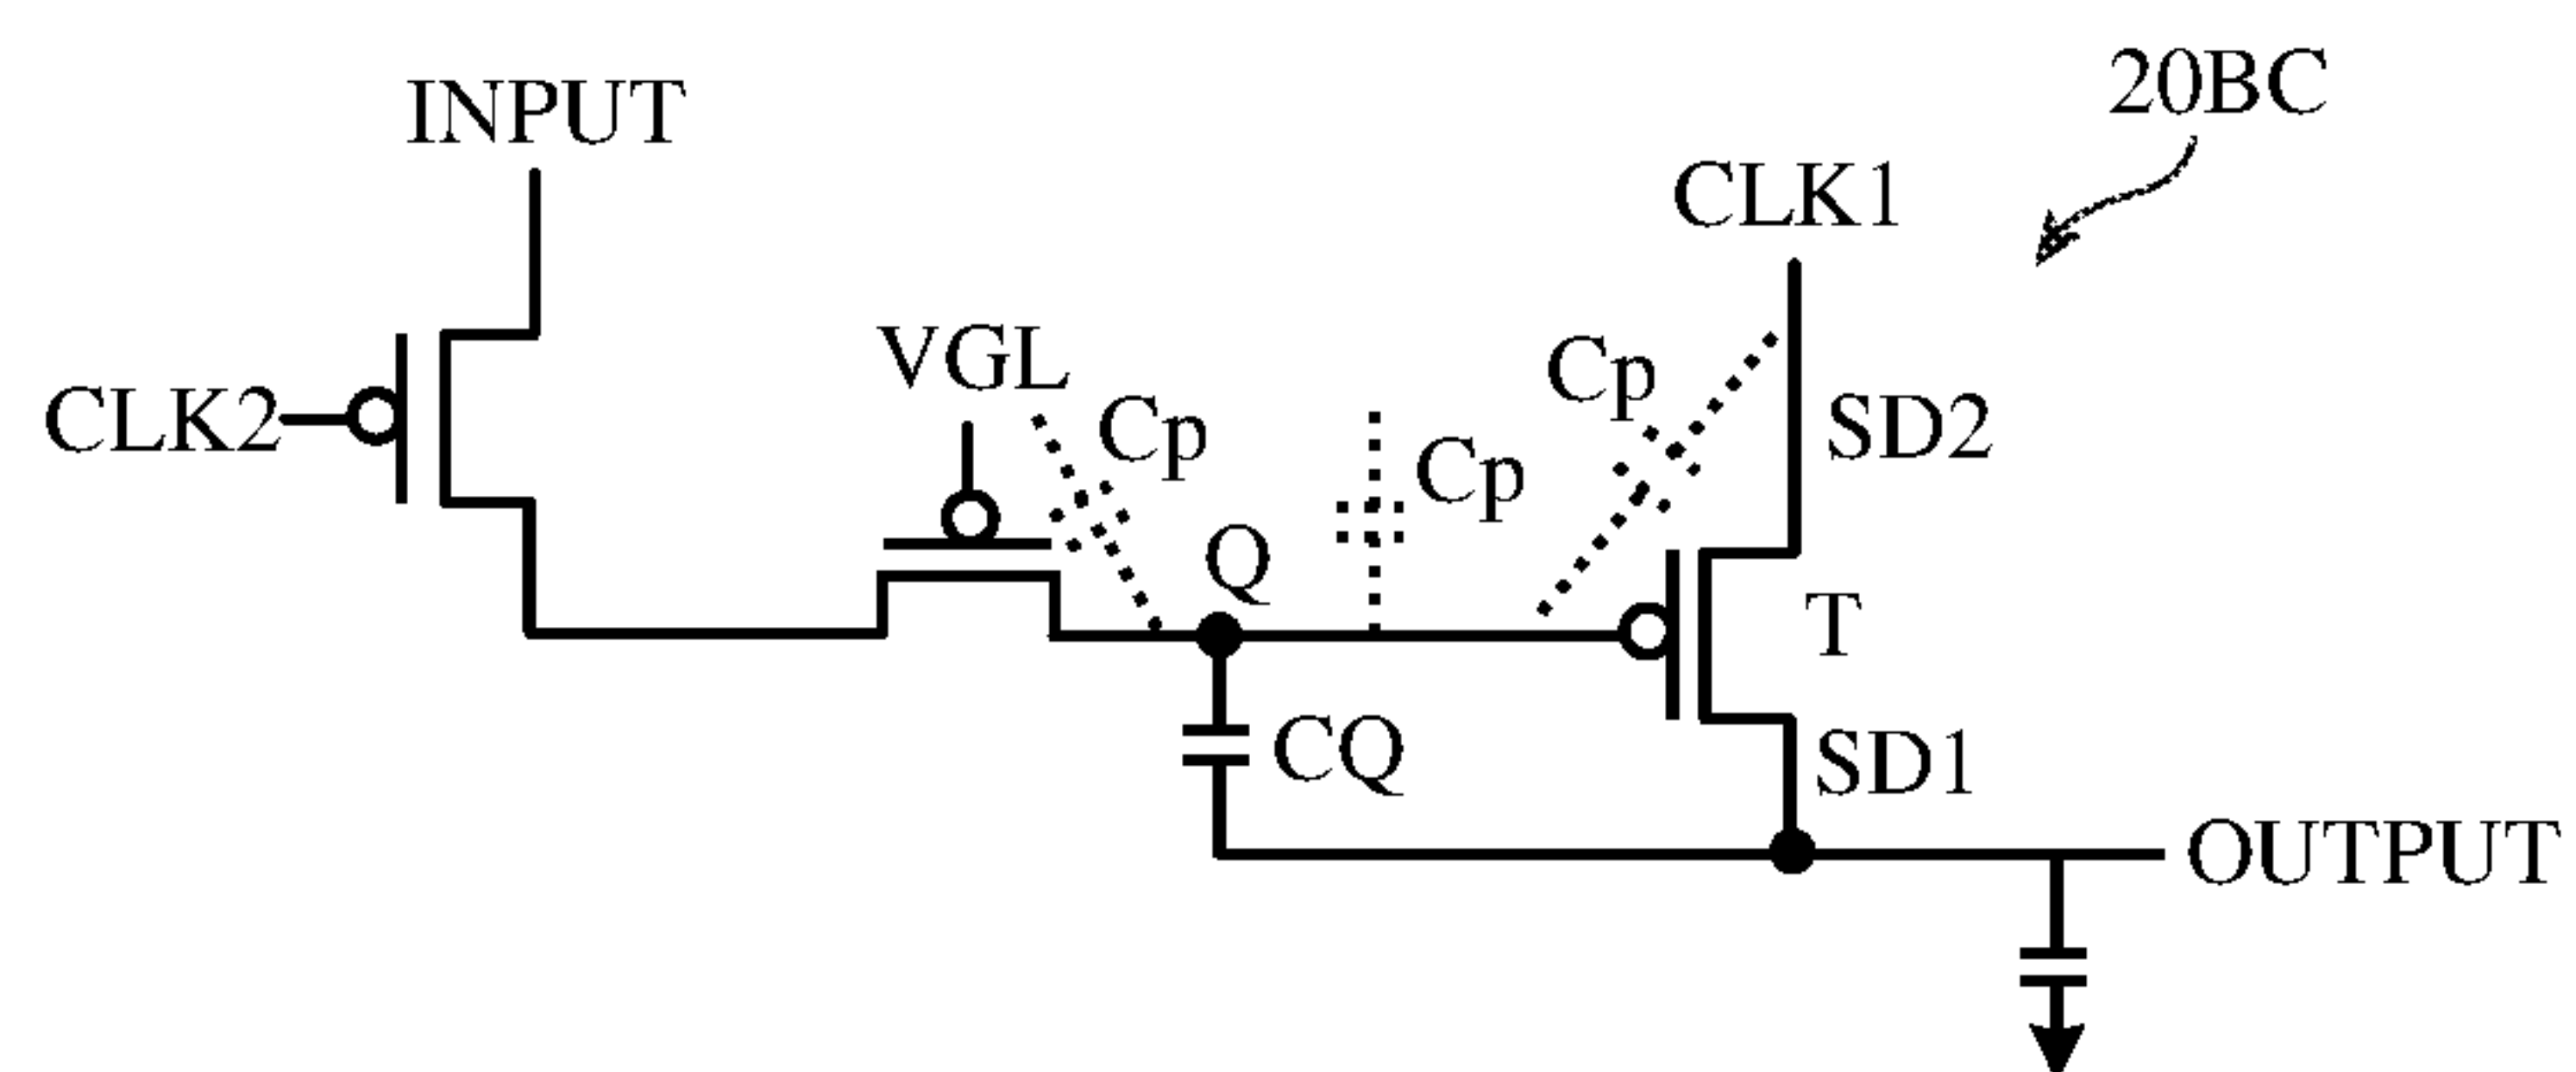 20BC
INPUT
CLK1
VGL
Cp
Cp
Cp
CLK2
SD2
Q
T
CQ
SD1
OUTPUT